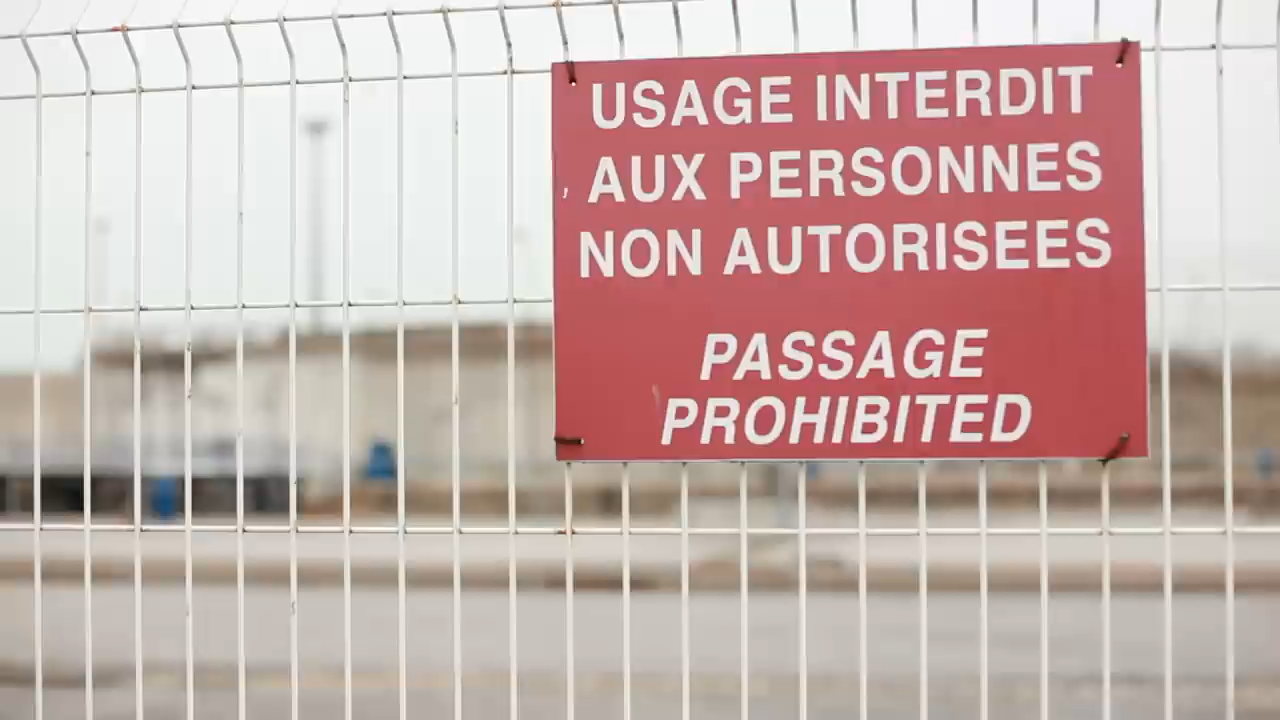 USAGE INTERDIT
AUX PERSONNES
NON AUTORISEES
PASSAGE
PROHIBITED